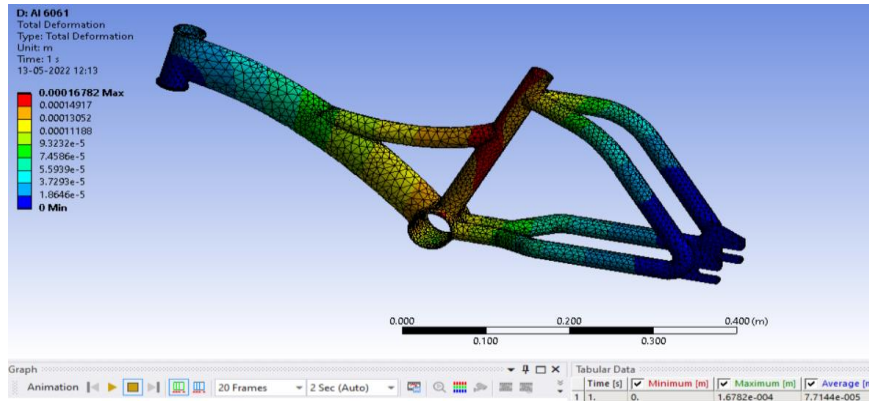 D: Al 6061
Total Deformation
Type: Total Deformation
Unit: m
Time: 1 s
13-05-2022 12:13
0.00016782 Max
0.00014917
0.00013052
0.00011188
9.3232e-5
7.4586e-5
5.5939e-5
3.7293e-5
1.8646e-5
0 Min
0.000 0.200 0.400 (m)
0.100 0.300
Graph
Tabular Data
Animation 20 Frames 2 Sec (Auto)
Time [s] Minimum [m] Maximum [m] Average [m
1 1. 0. 1.6782e-004 7.7144e-005